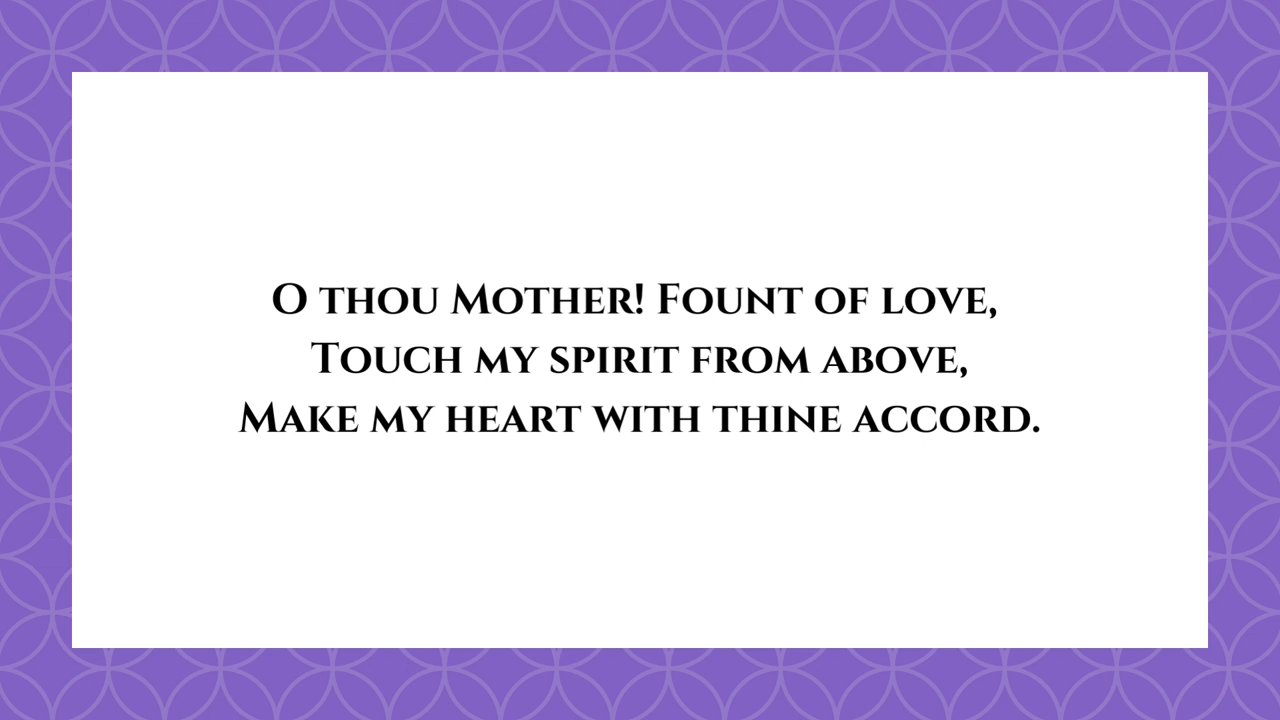 O thou Mother! Fount of love,
Touch my spirit from above,
Make my heart with thine accord.